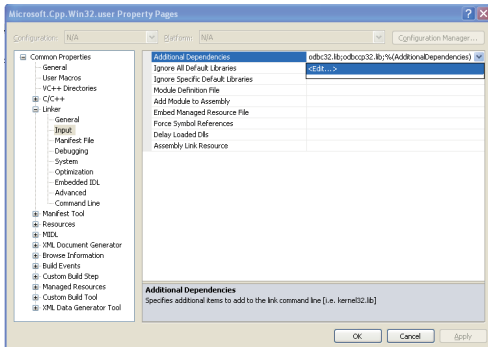 Microsoft.Cpp.Win32.user Property Pages
Configuration: N/A Platform: N/A Configuration Manager...
Common Properties
General
User Macros
VC++ Directories
C/C++
Linker
General
Input
Manifest File
Debugging
System
Optimization
Embedded IDL
Advanced
Command Line
Manifest Tool
Resources
MIDL
XML Document Generator
Browse Information
Build Events
Custom Build Step
Managed Resources
Custom Build Tool
XML Data Generator Tool
Additional Dependencies odbc32.lib;odbccp32.lib;%(AdditionalDependencies)
Ignore All Default Libraries <Edit...>
Ignore Specific Default Libraries
Module Definition File
Add Module to Assembly
Embed Managed Resource File
Force Symbol References
Delay Loaded Dlls
Assembly Link Resource
Additional Dependencies
Specifies additional items to add to the link command line [i.e. kernel32.lib]
OK Cancel Apply